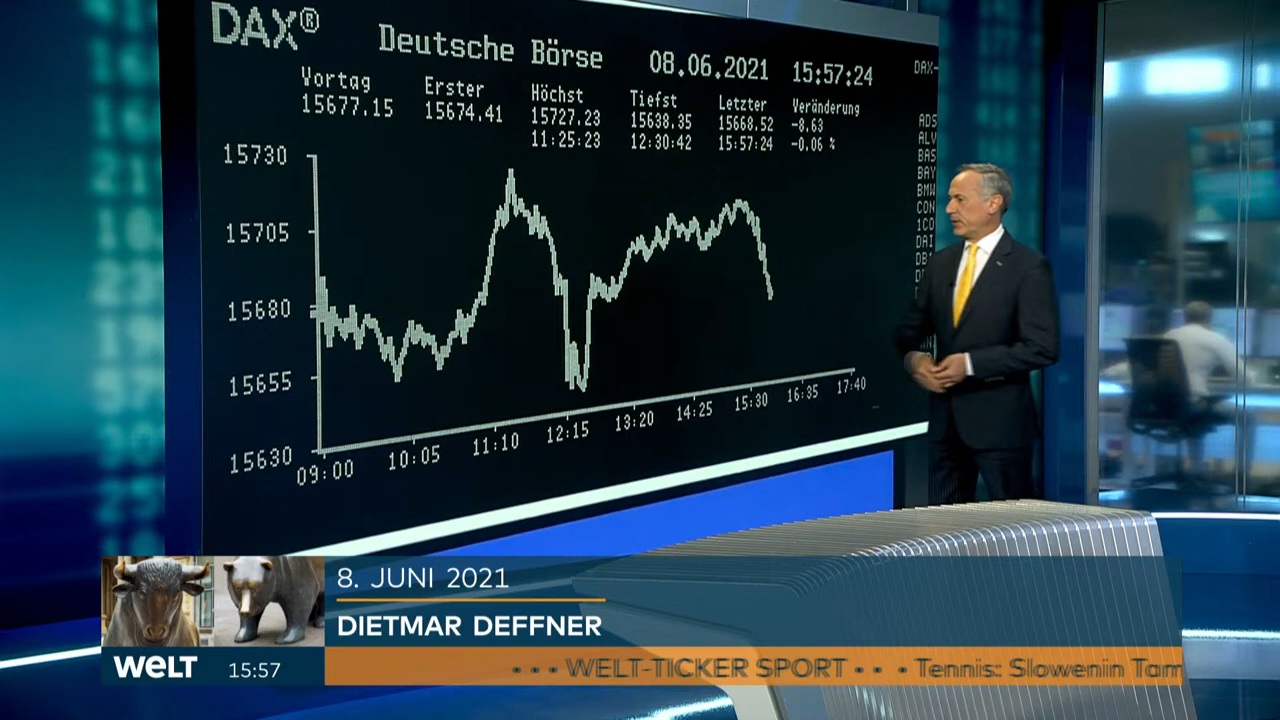 DAX®
Deutsche Börse
08.06.2021
15:57:24
DAX-
Vortag
15677.15
Erster
15674.41
Höchst
15727.23
11:25:23
Tiefst
15638.35
12:30:42
Letzter
15668.52
15:57:24
Veränderung
-8.63
-0.06 %
ADS
ALV
BAS
BAY
BMW
CON
1CO
DAI
15730
15705
15680
15655
15630
09:00 10:05 11:10 12:15 13:20 14:25 15:30 16:35 17:40
8. JUNI 2021
DIETMAR DEFFNER
WELT 15:57
••• WELT-TICKER SPORT ••• Tennis: Slowenin Tam